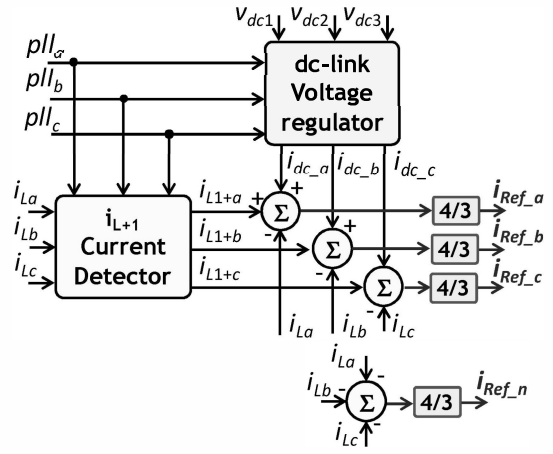 v_dc1 v_dc2 v_dc3
pll_a
pll_b
pll_c
dc-link
Voltage
regulator
i_dc_a i_dc_b i_dc_c
i_La
i_Lb
i_Lc
i_L+1
Current
Detector
i_L1+a + + Σ - 4/3 i_Ref_a
i_L1+b + Σ - 4/3 i_Ref_b
i_L1+c Σ - 4/3 i_Ref_c
i_La i_Lb i_Lc
i_La -
i_Lb - Σ 4/3 i_Ref_n
i_Lc -